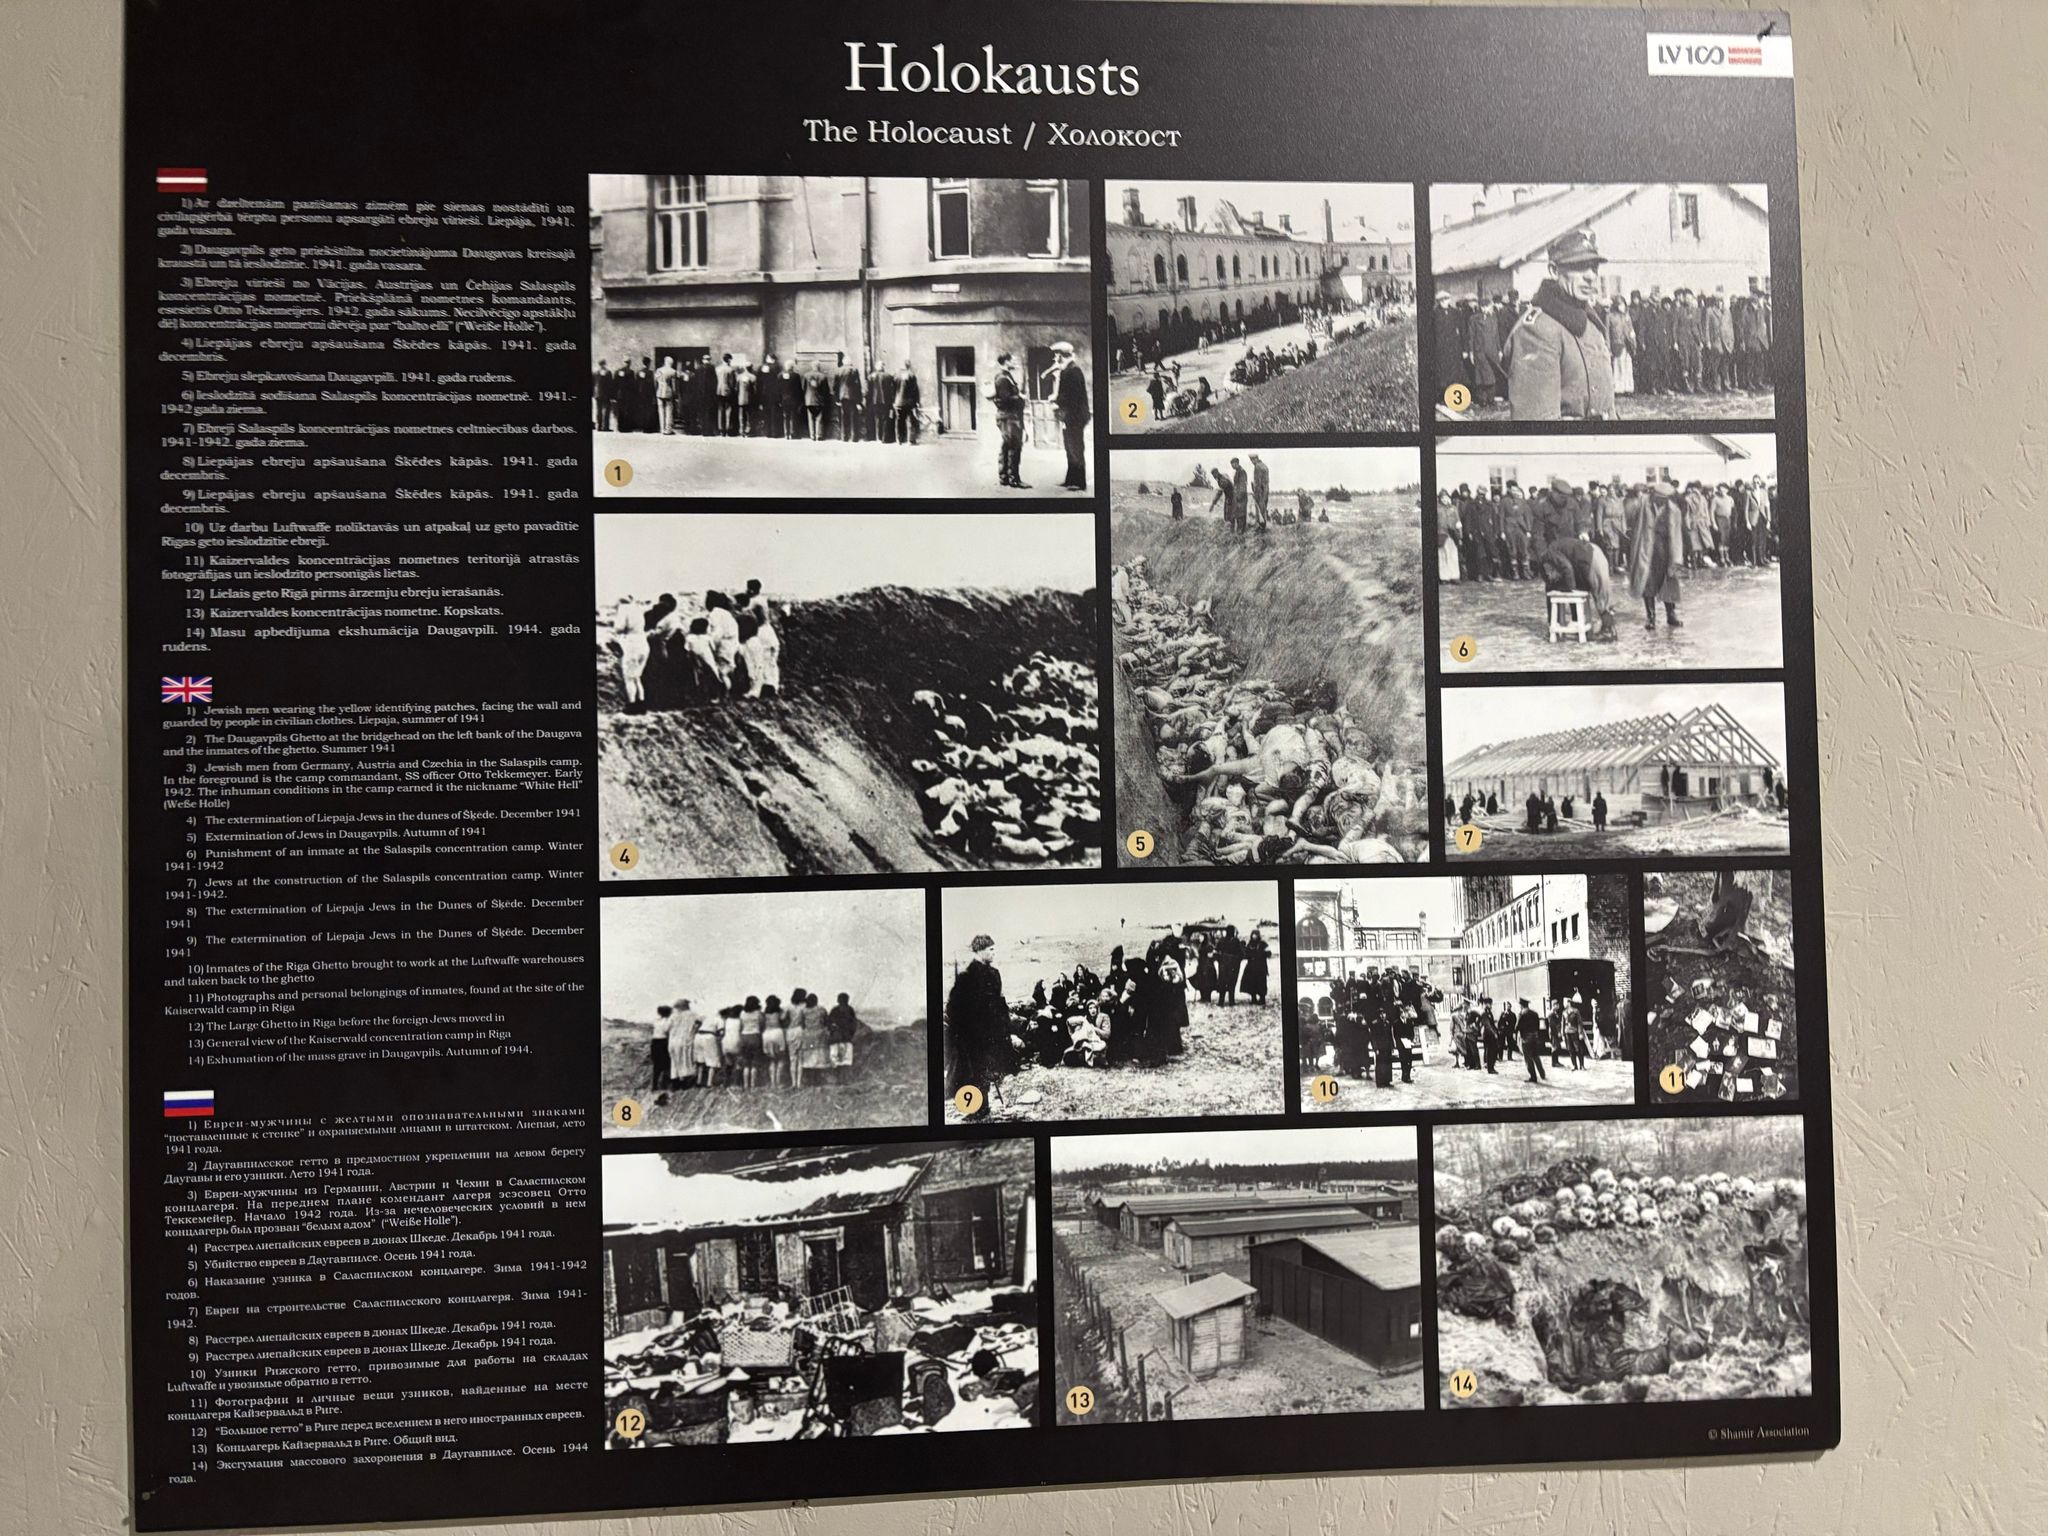 Holokausts
The Holocaust / Холокост
LV 100
1) Ar dzeltenām pazīšanas zīmēm pie sienas nostādīti un
civilapģērbā tērptu personu apsargāti ebreju vīrieši. Liepāja, 1941.
gada vasara.
2) Daugavpils geto priekštilta nocietinājuma Daugavas kreisajā
krastā un tā ieslodzītie. 1941. gada vasara.
3) Ebreju vīrieši no Vācijas, Austrijas un Čehijas Salaspils
koncentrācijas nometnē. Priekšplānā nometnes komandants,
esesietis Otto Tekemeijers. 1942. gada sākums. Necilvēcīgo apstākļu
dēļ koncentrācijas nometni dēvēja par "balto elli" ("Weiße Holle").
4) Liepājas ebreju apšaušana Šķēdes kāpās. 1941. gada
decembris.
5) Ebreju slepkavošana Daugavpilī. 1941. gada rudens.
6) Ieslodzītā sodīšana Salaspils koncentrācijas nometnē. 1941.-
1942 gada ziema.
7) Ebreji Salaspils koncentrācijas nometnes celtniecības darbos.
1941-1942. gada ziema.
8) Liepājas ebreju apšaušana Šķēdes kāpās. 1941. gada
decembris.
9) Liepājas ebreju apšaušana Šķēdes kāpās. 1941. gada
decembris.
10) Uz darbu Luftwaffe noliktavās un atpakaļ uz geto pavadītie
Rīgas geto ieslodzītie ebreji.
11) Kaizervaldes koncentrācijas nometnes teritorijā atrastās
fotogrāfijas un ieslodzīto personīgās lietas.
12) Lielais geto Rīgā pirms ārzemju ebreju ierašanās.
13) Kaizervaldes koncentrācijas nometne. Kopskats.
14) Masu apbedījuma ekshumācija Daugavpilī. 1944. gada
rudens.
1) Jewish men wearing the yellow identifying patches, facing the wall and
guarded by people in civilian clothes. Liepaja, summer of 1941
2) The Daugavpils Ghetto at the bridgehead on the left bank of the Daugava
and the inmates of the ghetto. Summer 1941
3) Jewish men from Germany, Austria and Czechia in the Salaspils camp.
In the foreground is the camp commandant, SS officer Otto Tekkemeyer. Early
1942. The inhuman conditions in the camp earned it the nickname "White Hell"
(Weße Holle)
4) The extermination of Liepaja Jews in the dunes of Šķēde. December 1941
5) Extermination of Jews in Daugavpils. Autumn of 1941
6) Punishment of an inmate at the Salaspils concentration camp. Winter
1941-1942
7) Jews at the construction of the Salaspils concentration camp. Winter
1941-1942.
8) The extermination of Liepaja Jews in the Dunes of Šķēde. December
1941
9) The extermination of Liepaja Jews in the Dunes of Šķēde. December
1941
10) Inmates of the Riga Ghetto brought to work at the Luftwaffe warehouses
and taken back to the ghetto
11) Photographs and personal belongings of inmates, found at the site of the
Kaiserwald camp in Riga
12) The Large Ghetto in Riga before the foreign Jews moved in
13) General view of the Kaiserwald concentration camp in Riga
14) Exhumation of the mass grave in Daugavpils. Autumn of 1944.
1) Евреи-мужчины с желтыми опознавательными знаками
"поставленные к стенке" и охраняемыми лицами в штатском. Лиепая, лето
1941 года.
2) Даугавпилсское гетто в предмостном укреплении на левом берегу
Даугавы и его узники. Лето 1941 года.
3) Евреи-мужчины из Германии, Австрии и Чехии в Саласпилском
концлагере. На переднем плане комендант лагеря эсэсовец Отто
Теккемейер. Начало 1942 года. Из-за нечеловеческих условий в нем
концлагерь был прозван "белым адом" ("Weiße Holle").
4) Расстрел лиепайских евреев в дюнах Шкеде. Декабрь 1941 года.
5) Убийство евреев в Даугавпилсе. Осень 1941 года.
6) Наказание узника в Саласпилском концлагере. Зима 1941-1942
годов.
7) Евреи на строительстве Саласпилсского концлагеря. Зима 1941-
1942.
8) Расстрел лиепайских евреев в дюнах Шкеде. Декабрь 1941 года.
9) Расстрел лиепайских евреев в дюнах Шкеде. Декабрь 1941 года.
10) Узники Рижского гетто, привозимые для работы на складах
Luftwaffe и увозимые обратно в гетто.
11) Фотографии и личные вещи узников, найденные на месте
концлагеря Кайзервальд в Риге.
12) "Большое гетто" в Риге перед вселением в него иностранных евреев.
13) Концлагерь Кайзервальд в Риге. Общий вид.
14) Эксгумация массового захоронения в Даугавпилсе. Осень 1944
года.
1
2
3
4
5
6
7
8
9
10
11
12
13
14
© Shamir Association